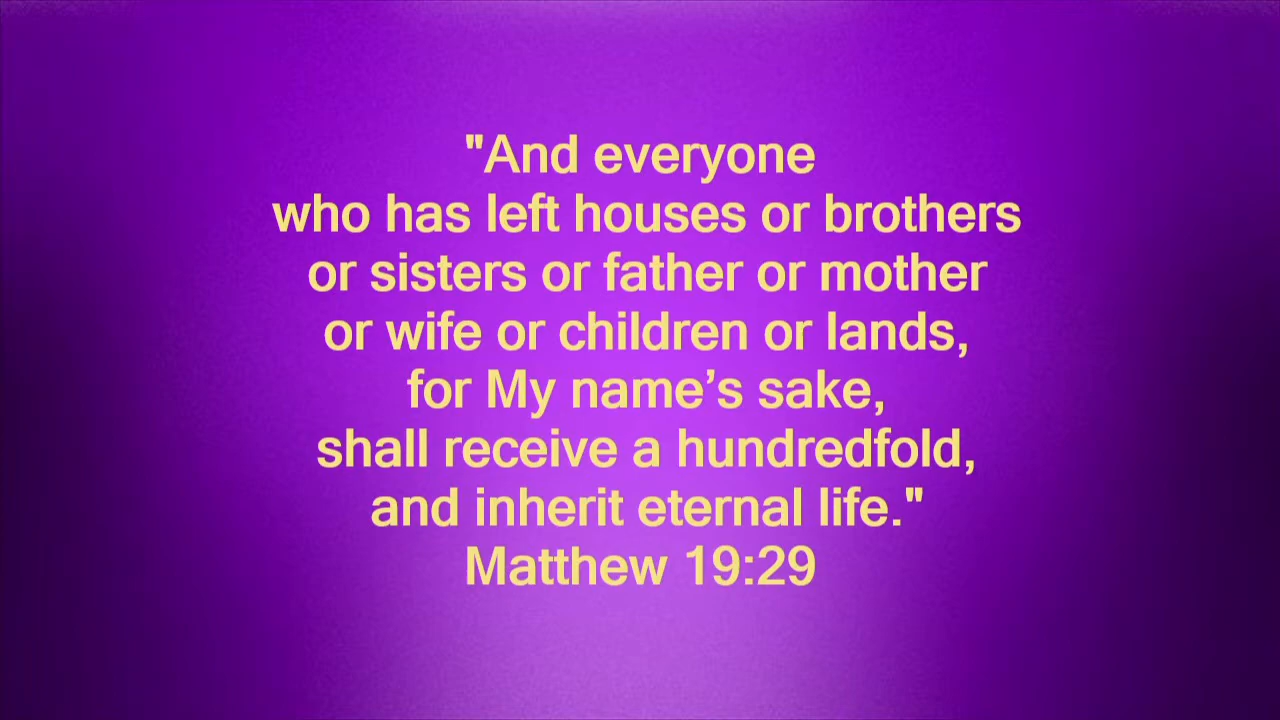 "And everyone
who has left houses or brothers
or sisters or father or mother
or wife or children or lands,
for My name’s sake,
shall receive a hundredfold,
and inherit eternal life."
Matthew 19:29